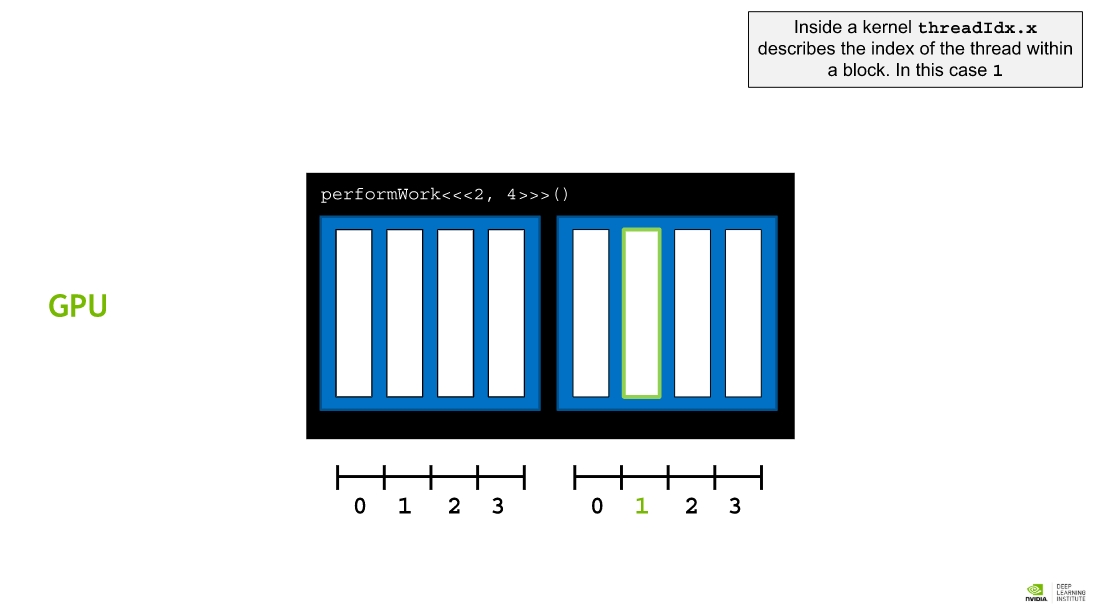 Inside a kernel threadIdx.x
describes the index of the thread within
a block. In this case 1
performWork<<<2, 4>>>()
GPU
0 1 2 3 0 1 2 3
NVIDIA.
DEEP
LEARNING
INSTITUTE